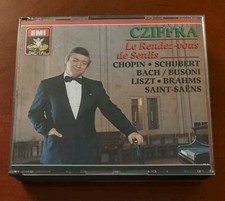 EMI
CZIFFRA
Le Rendez-vous
de Senlis
CHOPIN • SCHUBERT
BACH / BUSONI
LISZT • BRAHMS
SAINT-SAËNS